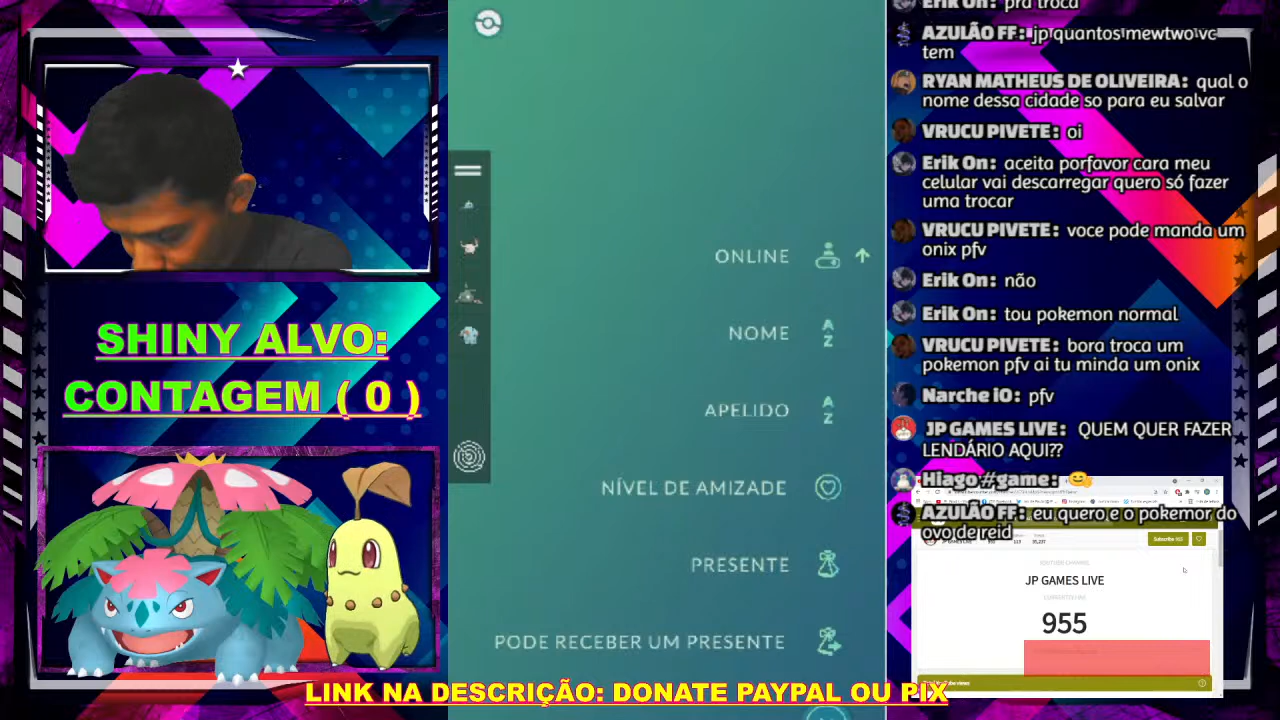 SHINY ALVO:
CONTAGEM ( 0 )
ONLINE
NOME
APELIDO
NÍVEL DE AMIZADE
PRESENTE
PODE RECEBER UM PRESENTE
Erik On: pra troca
AZULÃO FF: jp quantos mewtwo vc
tem
RYAN MATHEUS DE OLIVEIRA: qual o
nome dessa cidade so para eu salvar
VRUCU PIVETE: oi
Erik On: aceita porfavor cara meu
celular vai descarregar quero só fazer
uma trocar
VRUCU PIVETE: voce pode manda um
onix pfv
Erik On: não
Erik On: tou pokemon normal
VRUCU PIVETE: bora troca um
pokemon pfv ai tu minda um onix
Narche iO: pfv
JP GAMES LIVE: QUEM QUER FAZER
LENDÁRIO AQUI??
Hiago #game: 😊
AZULÃO FF: eu quero e o pokemor do
ovo de reid
JP GAMES LIVE
955
LINK NA DESCRIÇÃO: DONATE PAYPAL OU PIX